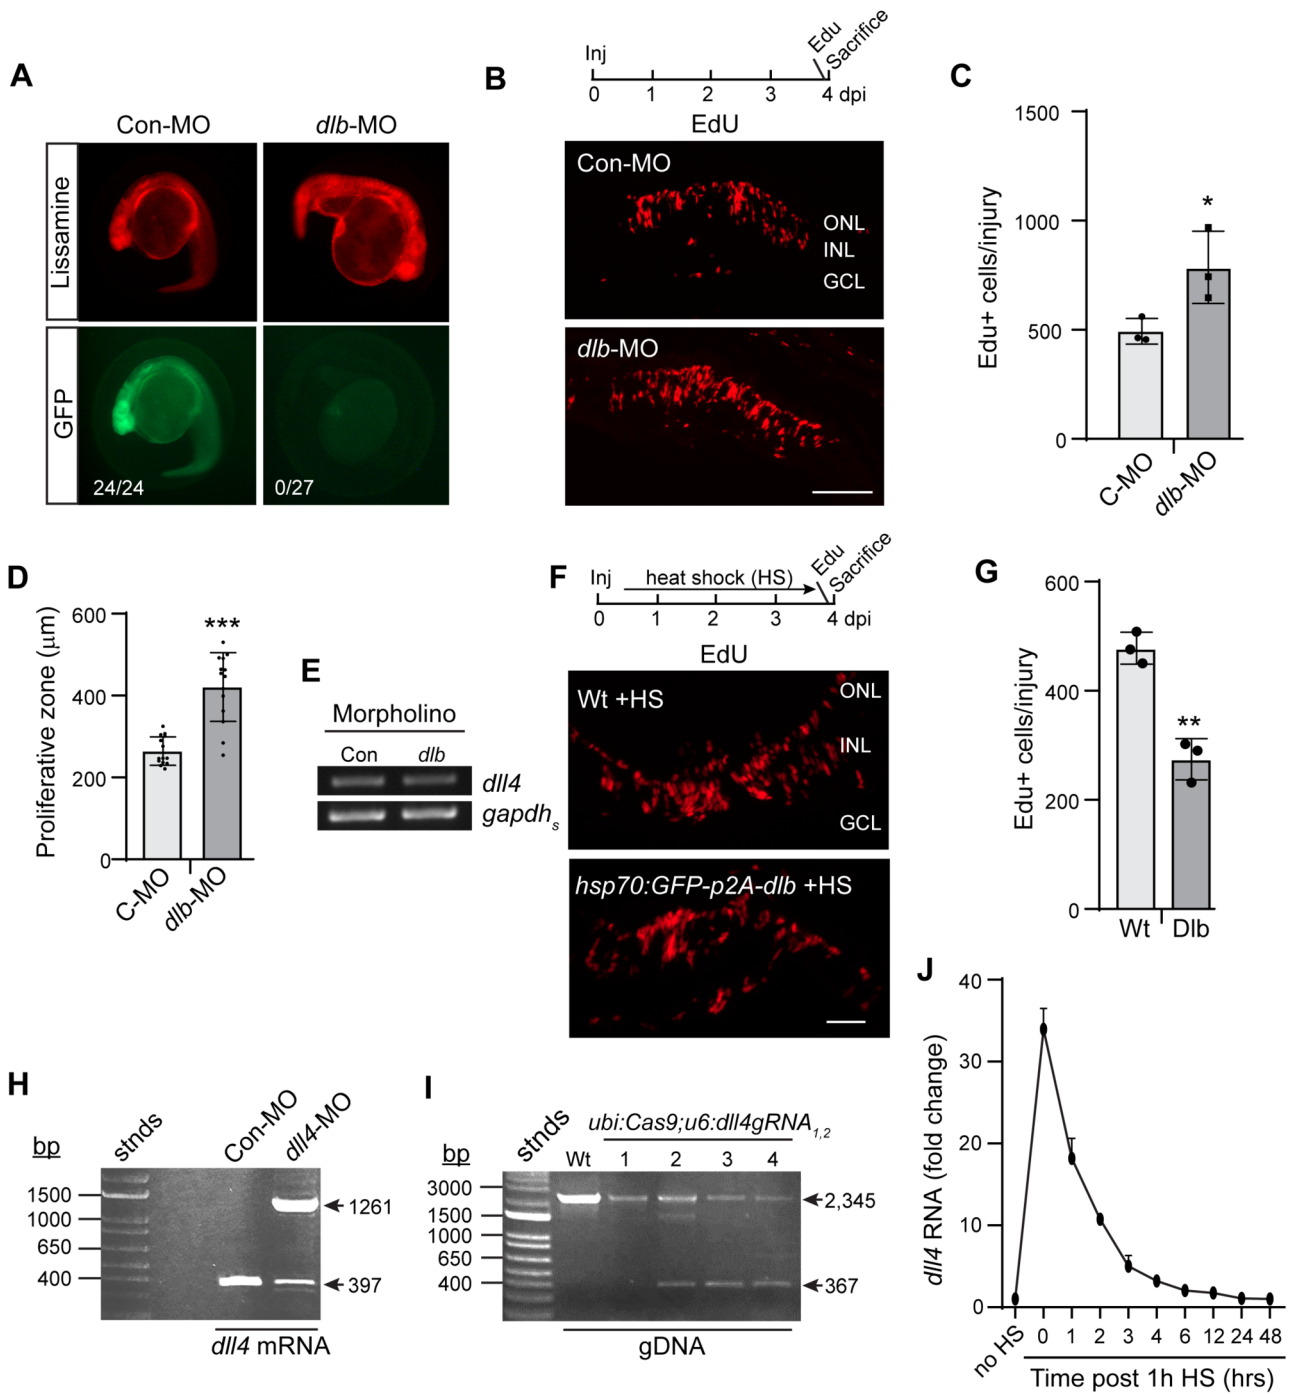 A
Con-MO
dlb-MO
Lissamine
GFP
24/24
0/27
B
Inj
Edu
Sacrifice
0 1 2 3 4 dpi
EdU
Con-MO
ONL
INL
GCL
dlb-MO
C
Edu+ cells/injury
1500
1000
500
0
*
C-MO
dlb-MO
D
Proliferative zone (μm)
600
400
200
0
***
C-MO
dlb-MO
E
Morpholino
Con dlb
dll4
gapdhs
F
Inj
heat shock (HS)
Edu
Sacrifice
0 1 2 3 4 dpi
EdU
Wt +HS
ONL
INL
GCL
hsp70:GFP-p2A-dlb +HS
G
Edu+ cells/injury
600
400
200
0
**
Wt Dlb
H
bp
stnds
Con-MO
dll4-MO
1500
1000
650
400
1261
397
dll4 mRNA
I
bp
stnds
ubi:Cas9;u6:dll4gRNA1,2
Wt 1 2 3 4
3000
1500
1000
650
400
2,345
367
gDNA
J
dll4 RNA (fold change)
40
30
20
10
0
no HS 0 1 2 3 4 6 12 24 48
Time post 1h HS (hrs)